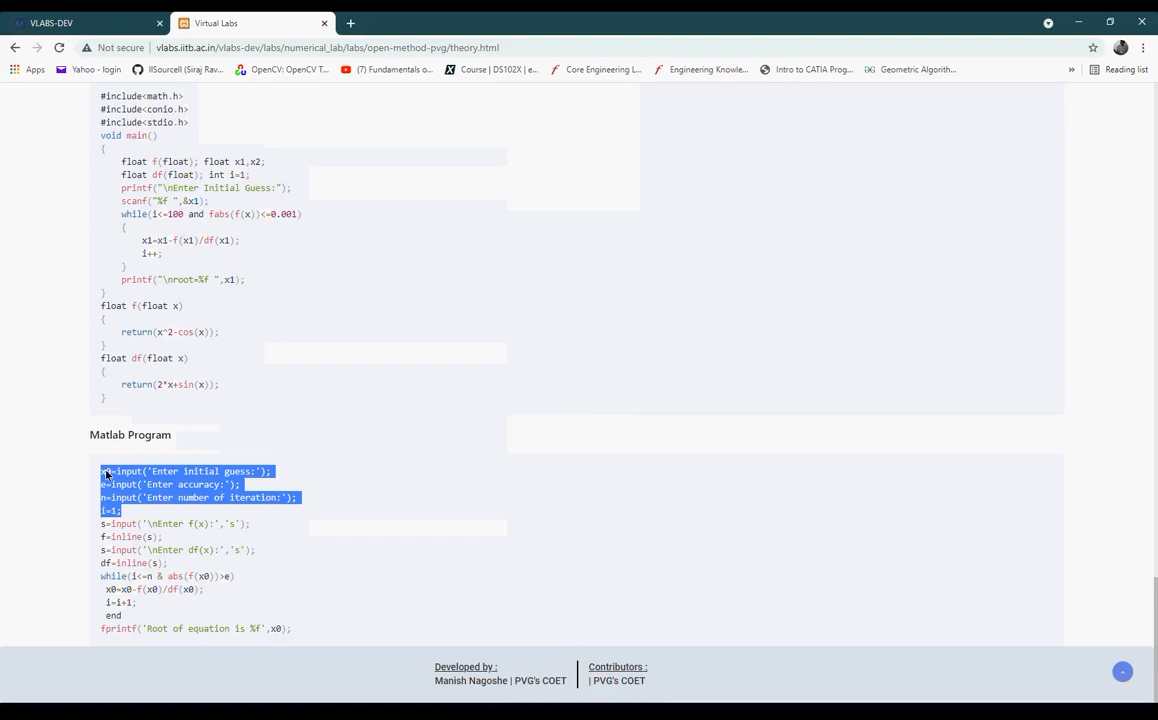 VLABS-DEV
Virtual Labs
Not secure
vlabs.iitb.ac.in/vlabs-dev/labs/numerical_lab/labs/open-method-pvg/theory.html
Apps
Yahoo - login
llSourcell (Siraj Rav...
OpenCV: OpenCV T...
(7) Fundamentals o...
Course | DS102X | e...
Core Engineering L...
Engineering Knowle...
Intro to CATIA Prog...
Geometric Algorith...
»
Reading list
#include<math.h>
#include<conio.h>
#include<stdio.h>
void main()
{
float f(float); float x1,x2;
float df(float); int i=1;
printf("\nEnter Initial Guess:");
scanf("%f ",&x1);
while(i<=100 and fabs(f(x))<=0.001)
{
x1=x1-f(x1)/df(x1);
i++;
}
printf("\nroot=%f ",x1);
}
float f(float x)
{
return(x^2-cos(x));
}
float df(float x)
{
return(2*x+sin(x));
}
Matlab Program
x0=input('Enter initial guess:');
e=input('Enter accuracy:');
n=input('Enter number of iteration:');
i=1;
s=input('\nEnter f(x):','s');
f=inline(s);
s=input('\nEnter df(x):','s');
df=inline(s);
while(i<=n & abs(f(x0))>e)
x0=x0-f(x0)/df(x0);
i=i+1;
end
fprintf('Root of equation is %f',x0);
Developed by :
Manish Nagoshe | PVG's COET
Contributors :
| PVG's COET